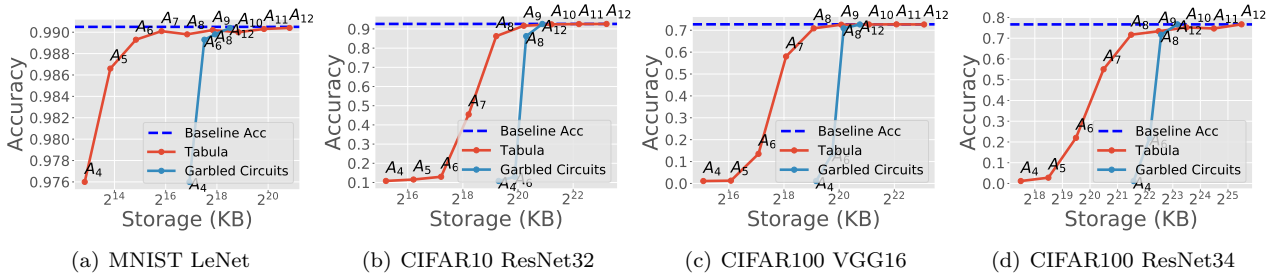 Accuracy
0.990
0.988
0.986
0.984
0.982
0.980
0.978
0.976
A4
A5
A6
A7
A8
A9
A10
A11
A12
A6
A8
A12
A4
Baseline Acc
Tabula
Garbled Circuits
2^14
2^16
2^18
2^20
Storage (KB)
(a) MNIST LeNet
Accuracy
0.9
0.8
0.7
0.6
0.5
0.4
0.3
0.2
0.1
A4
A5
A6
A7
A8
A9
A10
A11
A12
A8
A12
A4
Baseline Acc
Tabula
Garbled Circuits
2^16
2^18
2^20
2^22
Storage (KB)
(b) CIFAR10 ResNet32
Accuracy
0.7
0.6
0.5
0.4
0.3
0.2
0.1
0.0
A4
A5
A6
A7
A8
A9
A10
A11
A12
A8
A12
A4
Baseline Acc
Tabula
Garbled Circuits
2^16
2^18
2^20
2^22
Storage (KB)
(c) CIFAR100 VGG16
Accuracy
0.8
0.7
0.6
0.5
0.4
0.3
0.2
0.1
0.0
A4
A5
A6
A7
A8
A9
A10
A11
A12
A8
A12
A4
Baseline Acc
Tabula
Garbled Circuits
2^18
2^19
2^20
2^21
2^22
2^23
2^24
2^25
Storage (KB)
(d) CIFAR100 ResNet34